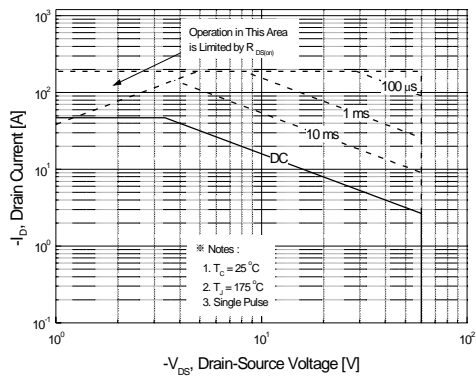 10³
10²
10¹
10⁰
10⁻¹
-I_D, Drain Current [A]
Operation in This Area
is Limited by R_DS(on)
100 µs
1 ms
10 ms
DC
※ Notes :
1. T_C = 25 °C
2. T_J = 175 °C
3. Single Pulse
10⁰
10¹
10²
-V_DS, Drain-Source Voltage [V]